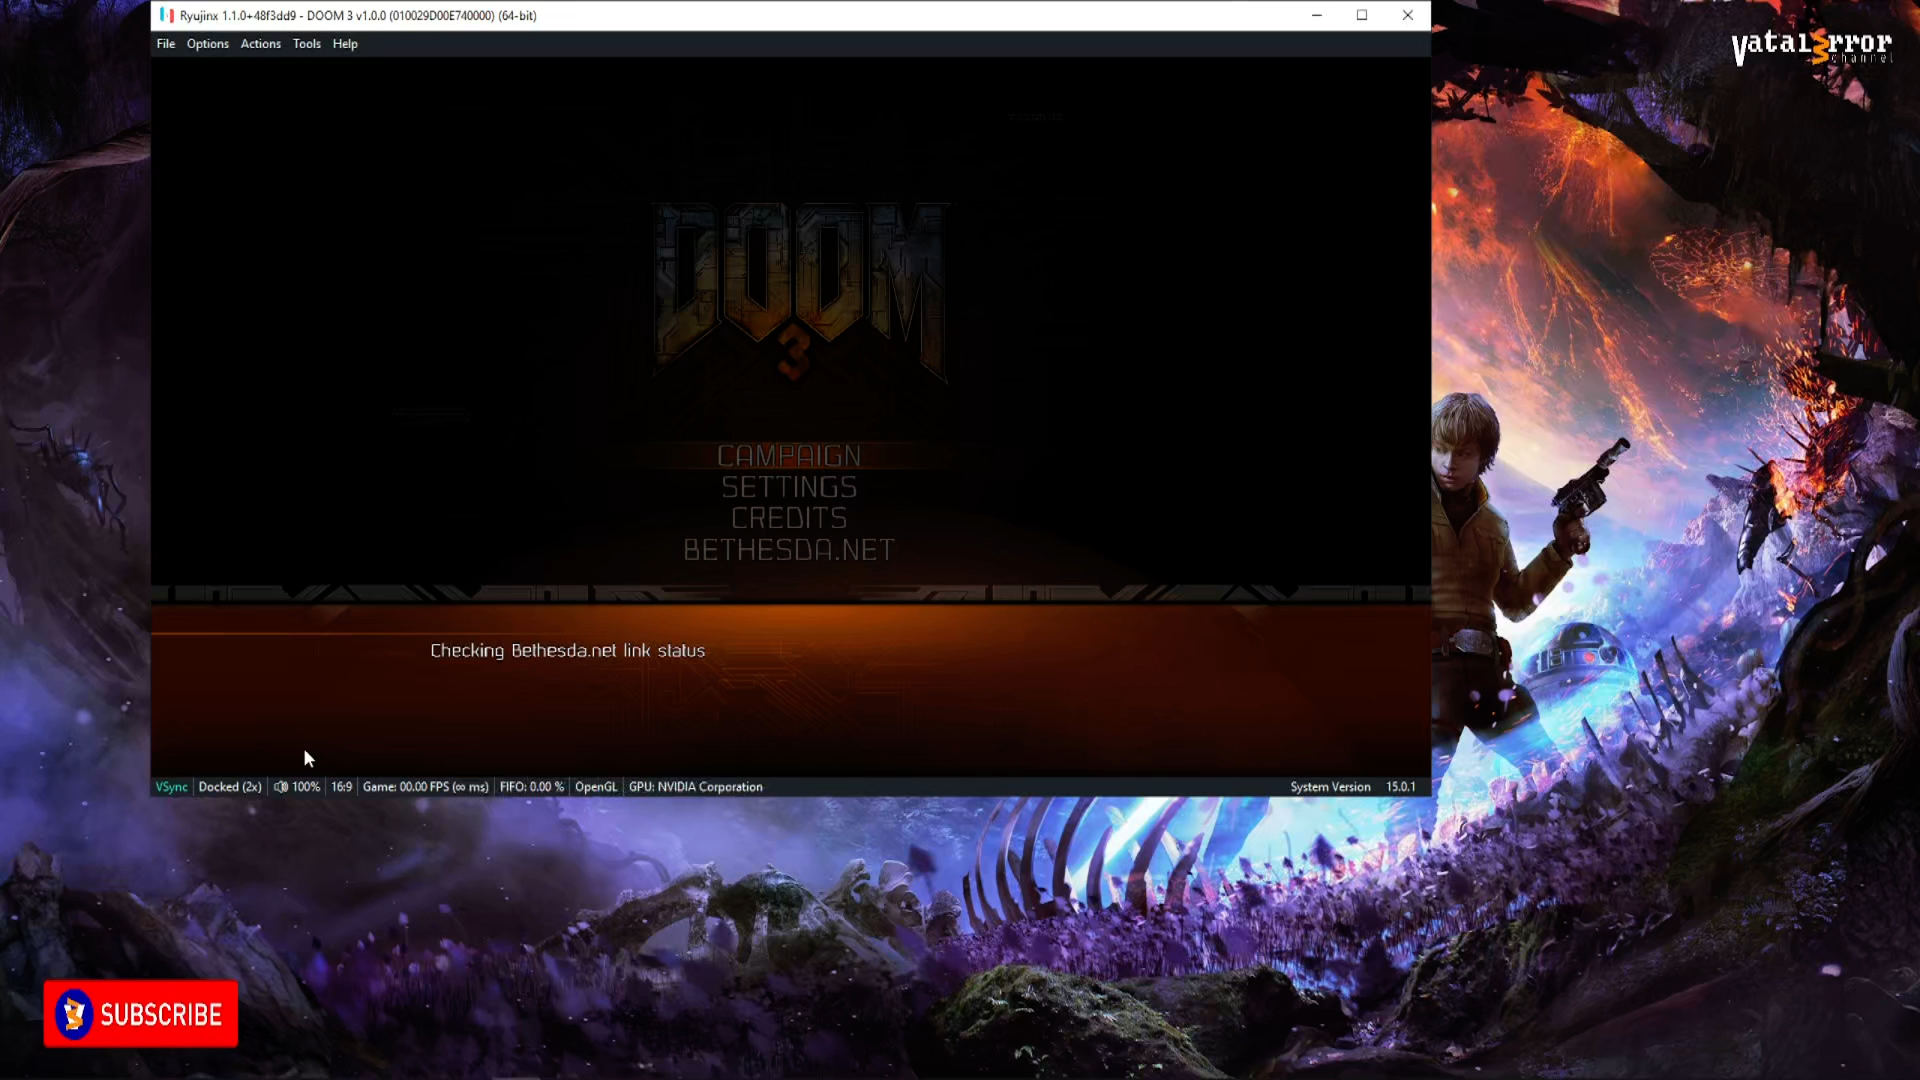 Ryujinx 1.1.0+48f3dd9 - DOOM 3 v1.0.0 (010029D00E740000) (64-bit)
File Options Actions Tools Help
Vatal3rror
channel
DOOM
3
CAMPAIGN
SETTINGS
CREDITS
BETHESDA.NET
Checking Bethesda.net link status
VSync Docked (2x) 100% 16:9 Game: 00.00 FPS (∞ ms) FIFO: 0.00 % OpenGL GPU: NVIDIA Corporation System Version 15.0.1
SUBSCRIBE